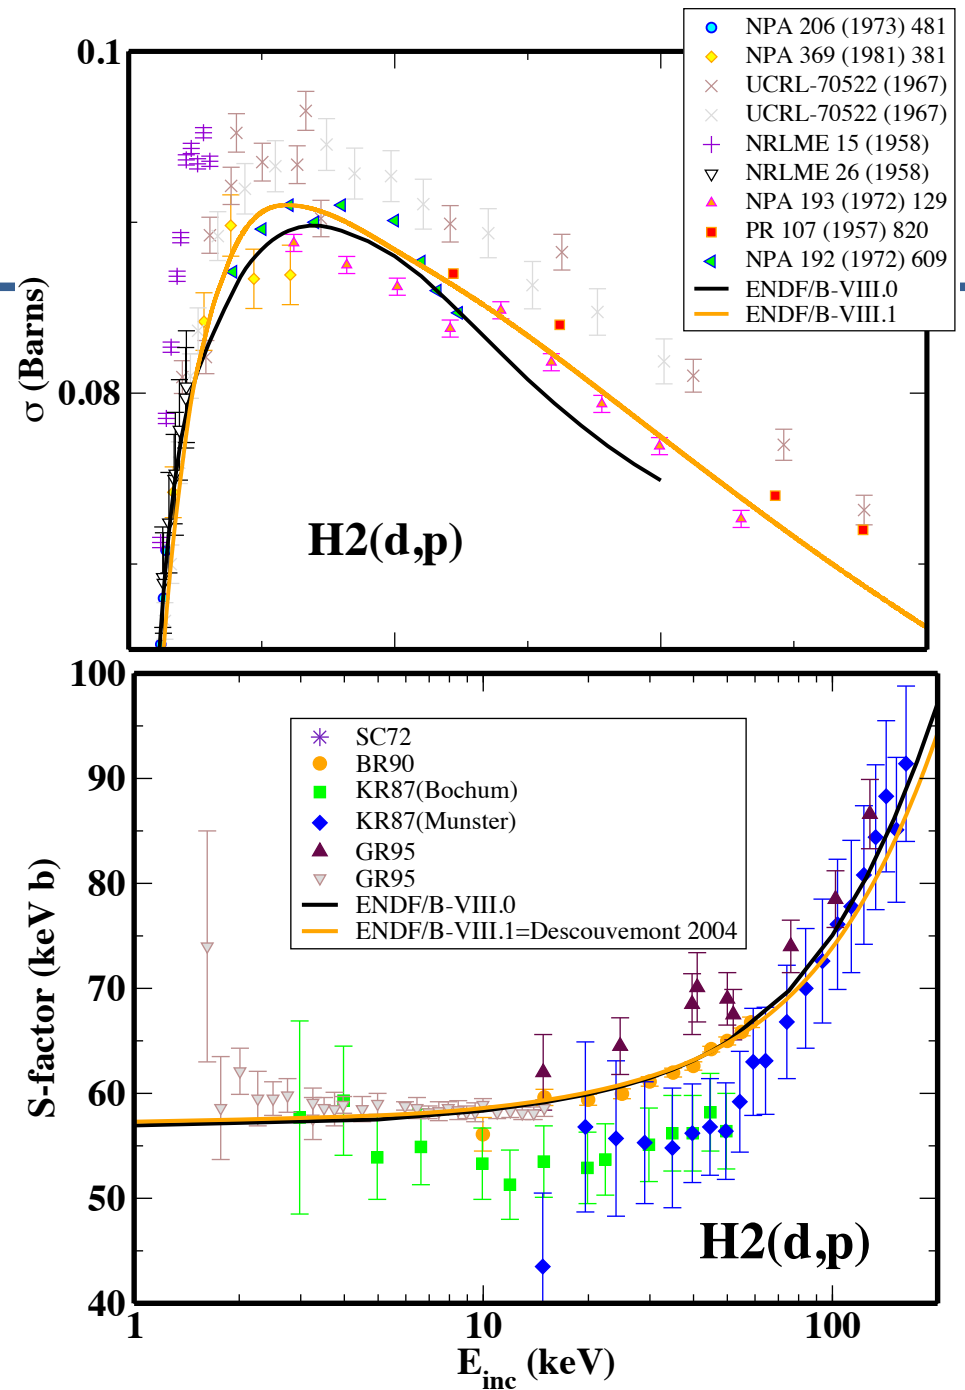 0.1
0.08
σ (Barns)
NPA 206 (1973) 481
NPA 369 (1981) 381
UCRL-70522 (1967)
UCRL-70522 (1967)
NRLME 15 (1958)
NRLME 26 (1958)
NPA 193 (1972) 129
PR 107 (1957) 820
NPA 192 (1972) 609
ENDF/B-VIII.0
ENDF/B-VIII.1
H2(d,p)
100
90
80
70
60
50
40
S-factor (keV b)
SC72
BR90
KR87(Bochum)
KR87(Munster)
GR95
GR95
ENDF/B-VIII.0
ENDF/B-VIII.1=Descouvemont 2004
H2(d,p)
1
10
100
E_inc (keV)